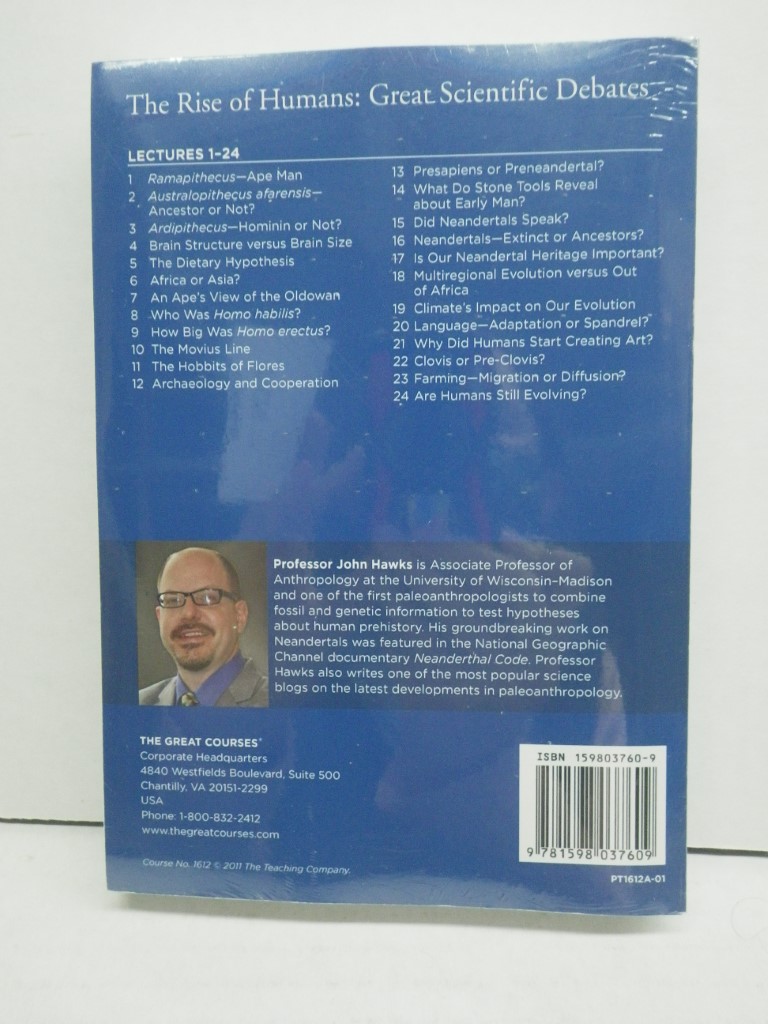 The Rise of Humans: Great Scientific Debates
LECTURES 1–24
1 Ramapithecus—Ape Man
2 Australopithecus afarensis—
Ancestor or Not?
3 Ardipithecus—Hominin or Not?
4 Brain Structure versus Brain Size
5 The Dietary Hypothesis
6 Africa or Asia?
7 An Ape's View of the Oldowan
8 Who Was Homo habilis?
9 How Big Was Homo erectus?
10 The Movius Line
11 The Hobbits of Flores
12 Archaeology and Cooperation
13 Presapiens or Preneandertal?
14 What Do Stone Tools Reveal
about Early Man?
15 Did Neandertals Speak?
16 Neandertals—Extinct or Ancestors?
17 Is Our Neandertal Heritage Important?
18 Multiregional Evolution versus Out
of Africa
19 Climate's Impact on Our Evolution
20 Language—Adaptation or Spandrel?
21 Why Did Humans Start Creating Art?
22 Clovis or Pre-Clovis?
23 Farming—Migration or Diffusion?
24 Are Humans Still Evolving?
Professor John Hawks is Associate Professor of
Anthropology at the University of Wisconsin–Madison
and one of the first paleoanthropologists to combine
fossil and genetic information to test hypotheses
about human prehistory. His groundbreaking work on
Neandertals was featured in the National Geographic
Channel documentary Neanderthal Code. Professor
Hawks also writes one of the most popular science
blogs on the latest developments in paleoanthropology.
THE GREAT COURSES®
Corporate Headquarters
4840 Westfields Boulevard, Suite 500
Chantilly, VA 20151-2299
USA
Phone: 1-800-832-2412
www.thegreatcourses.com
Course No. 1612 © 2011 The Teaching Company.
ISBN 159803760-9
9 781598 037609
PT1612A-01